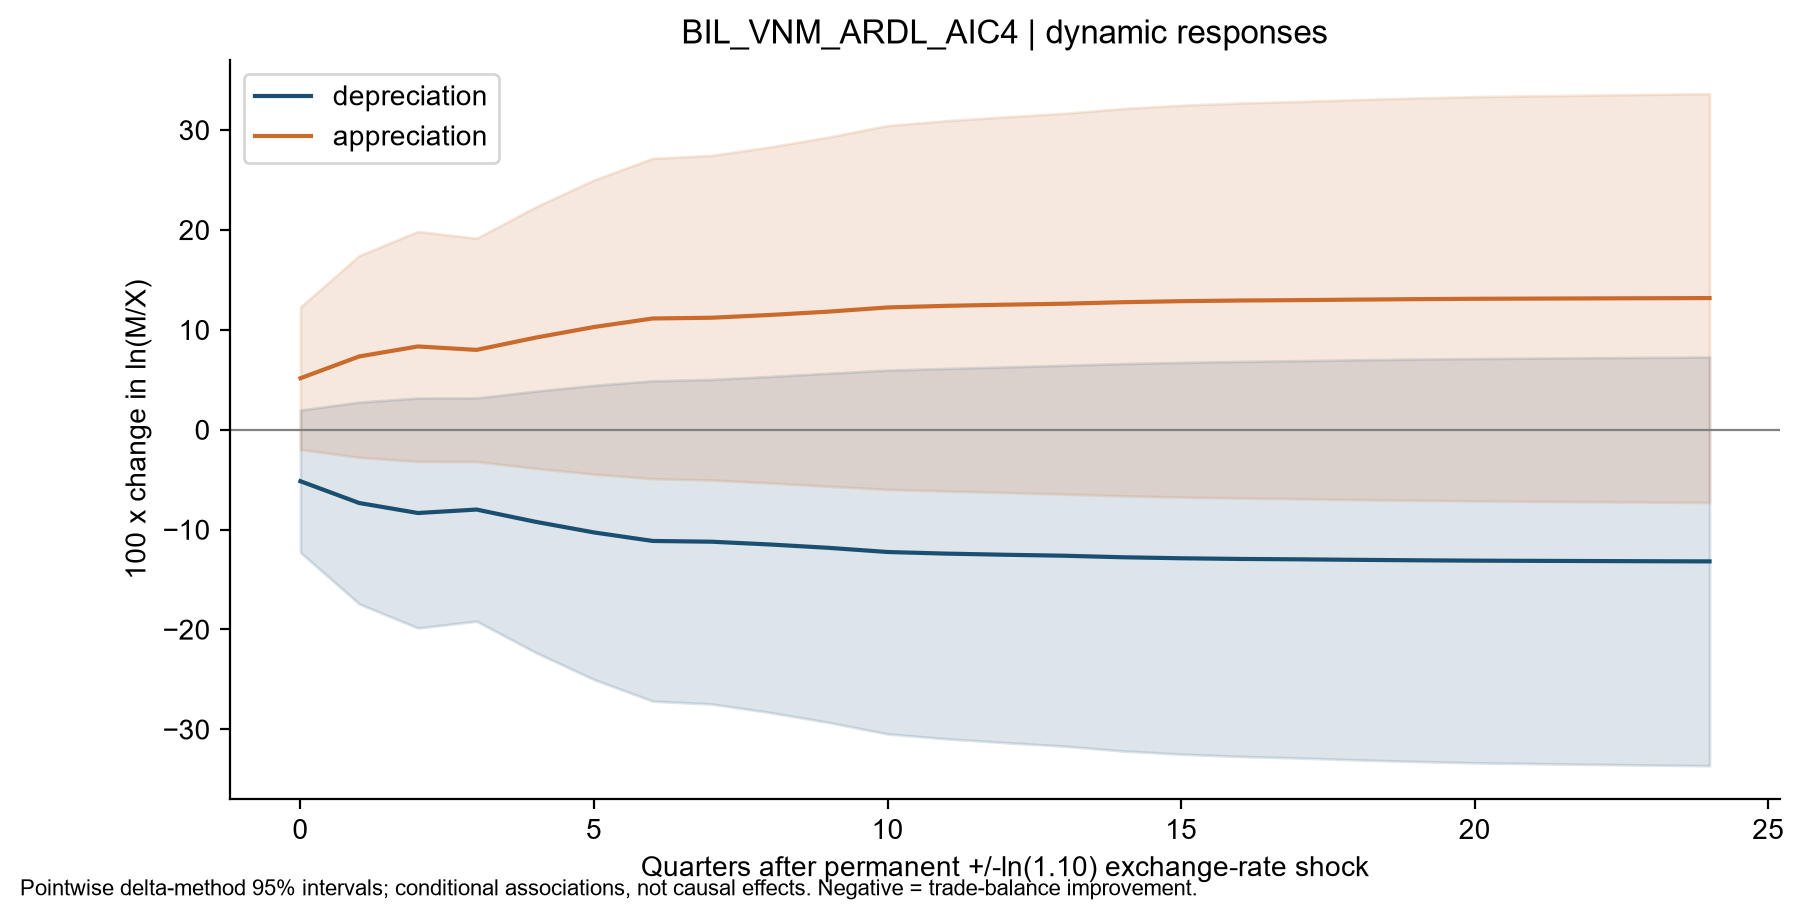 BIL_VNM_ARDL_AIC4 | dynamic responses
depreciation
appreciation
100 x change in ln(M/X)
30
20
10
0
−10
−20
−30
0 5 10 15 20 25
Quarters after permanent +/-ln(1.10) exchange-rate shock
Pointwise delta-method 95% intervals; conditional associations, not causal effects. Negative = trade-balance improvement.